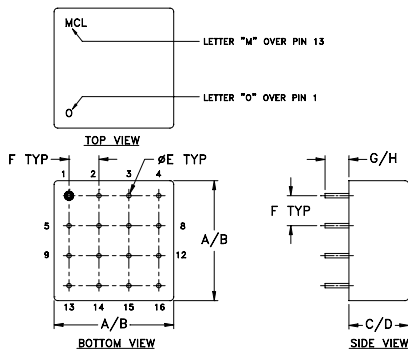 MCL
LETTER "M" OVER PIN 13
LETTER "O" OVER PIN 1
O
TOP VIEW
F TYP
ØE TYP
G/H
1 2 3 4
F TYP
5 8
A/B
9 12
13 14 15 16
A/B
C/D
BOTTOM VIEW
SIDE VIEW